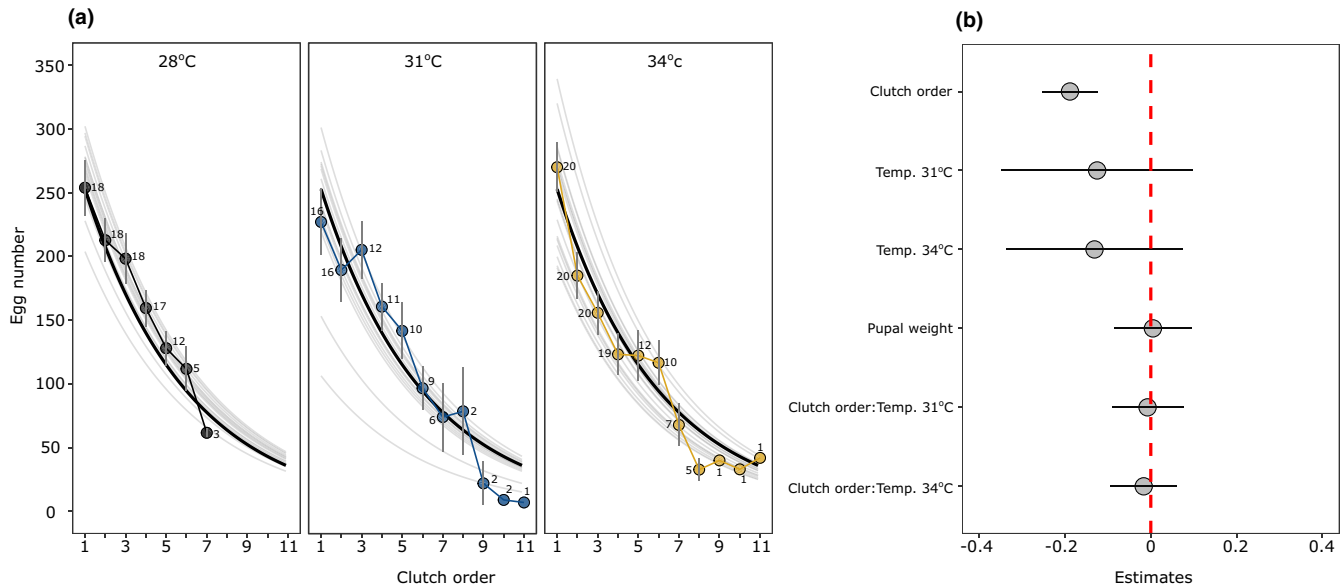 (a)
28°C
31°C
34°c
Egg number
350
300
250
200
150
100
50
0
18
18
18
17
12
5
3
16
16
12
11
10
9
6
2
2
2
1
20
20
20
19
12
10
7
5
1
1
1
1 3 5 7 9 11
1 3 5 7 9 11
1 3 5 7 9 11
Clutch order
(b)
Clutch order
Temp. 31°C
Temp. 34°C
Pupal weight
Clutch order:Temp. 31°C
Clutch order:Temp. 34°C
-0.4 -0.2 0 0.2 0.4
Estimates